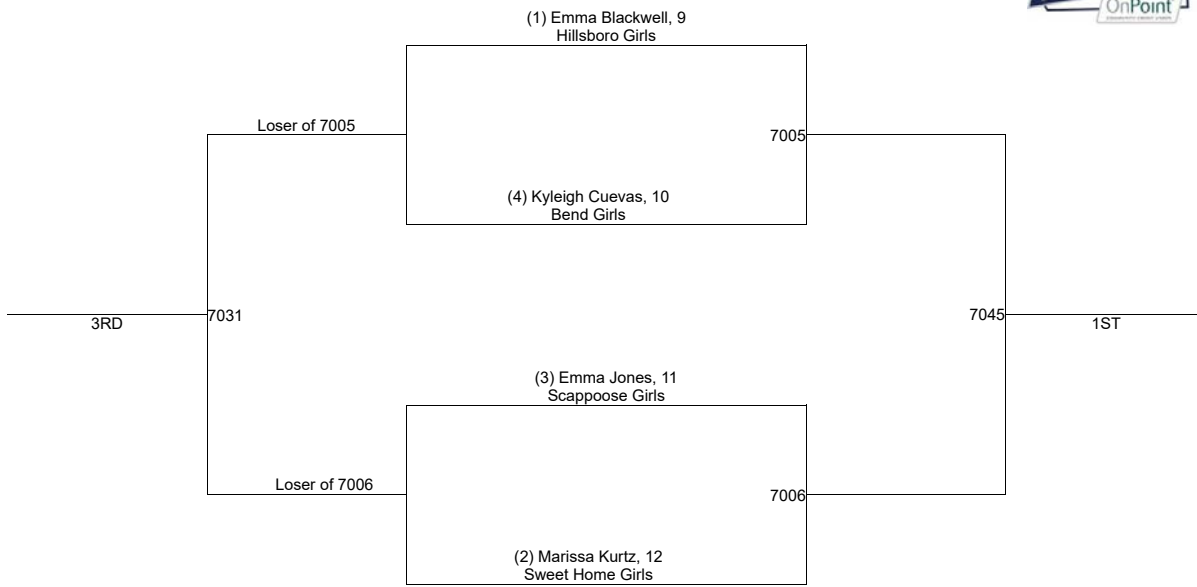 OnPoint
(1) Emma Blackwell, 9
Hillsboro Girls
Loser of 7005
7005
(4) Kyleigh Cuevas, 10
Bend Girls
3RD
7031
7045
1ST
(3) Emma Jones, 11
Scappoose Girls
Loser of 7006
7006
(2) Marissa Kurtz, 12
Sweet Home Girls